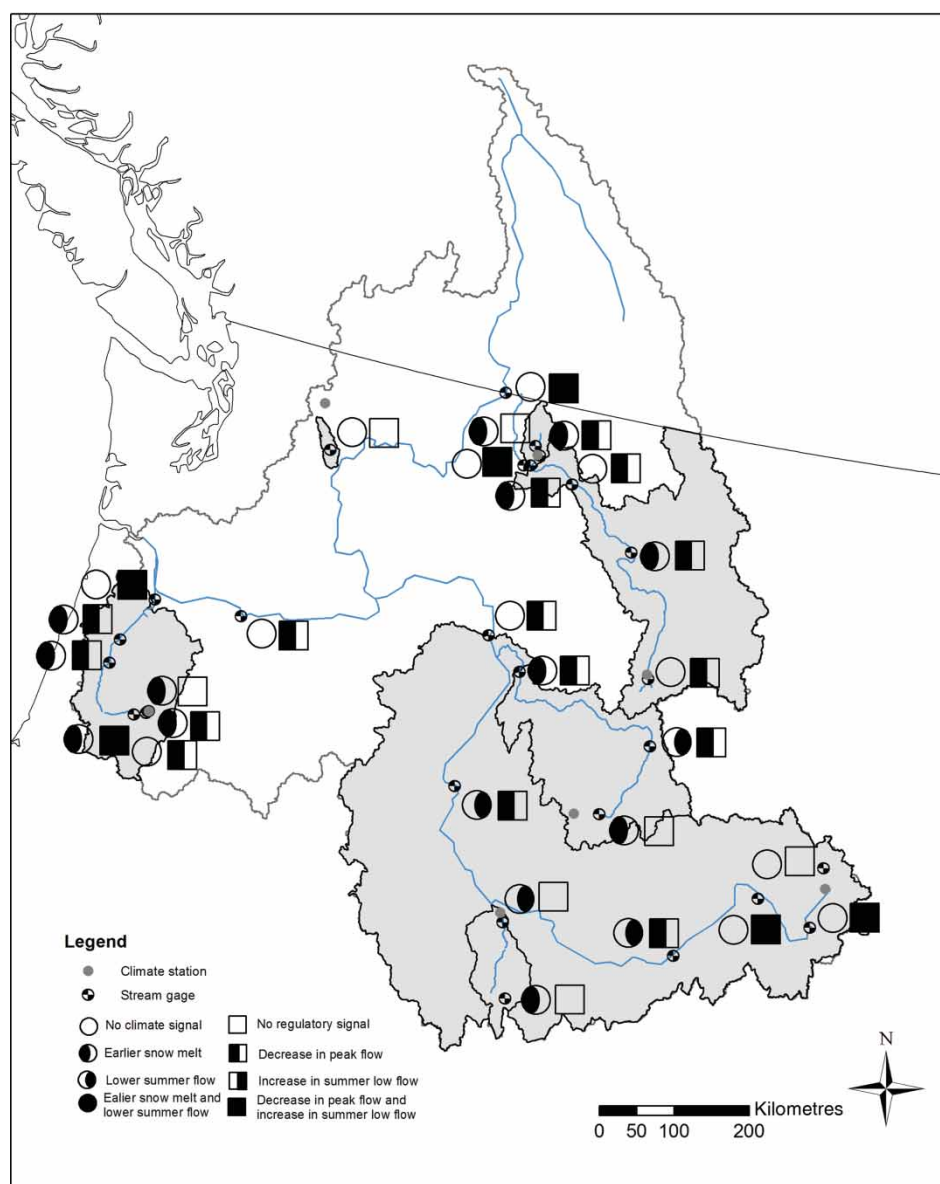 Legend
Climate station
Stream gage
No climate signal
No regulatory signal
Earlier snow melt
Decrease in peak flow
Lower summer flow
Increase in summer low flow
Ealier snow melt and
lower summer flow
Decrease in peak flow and
increase in summer low flow
N
Kilometres
0 50 100 200